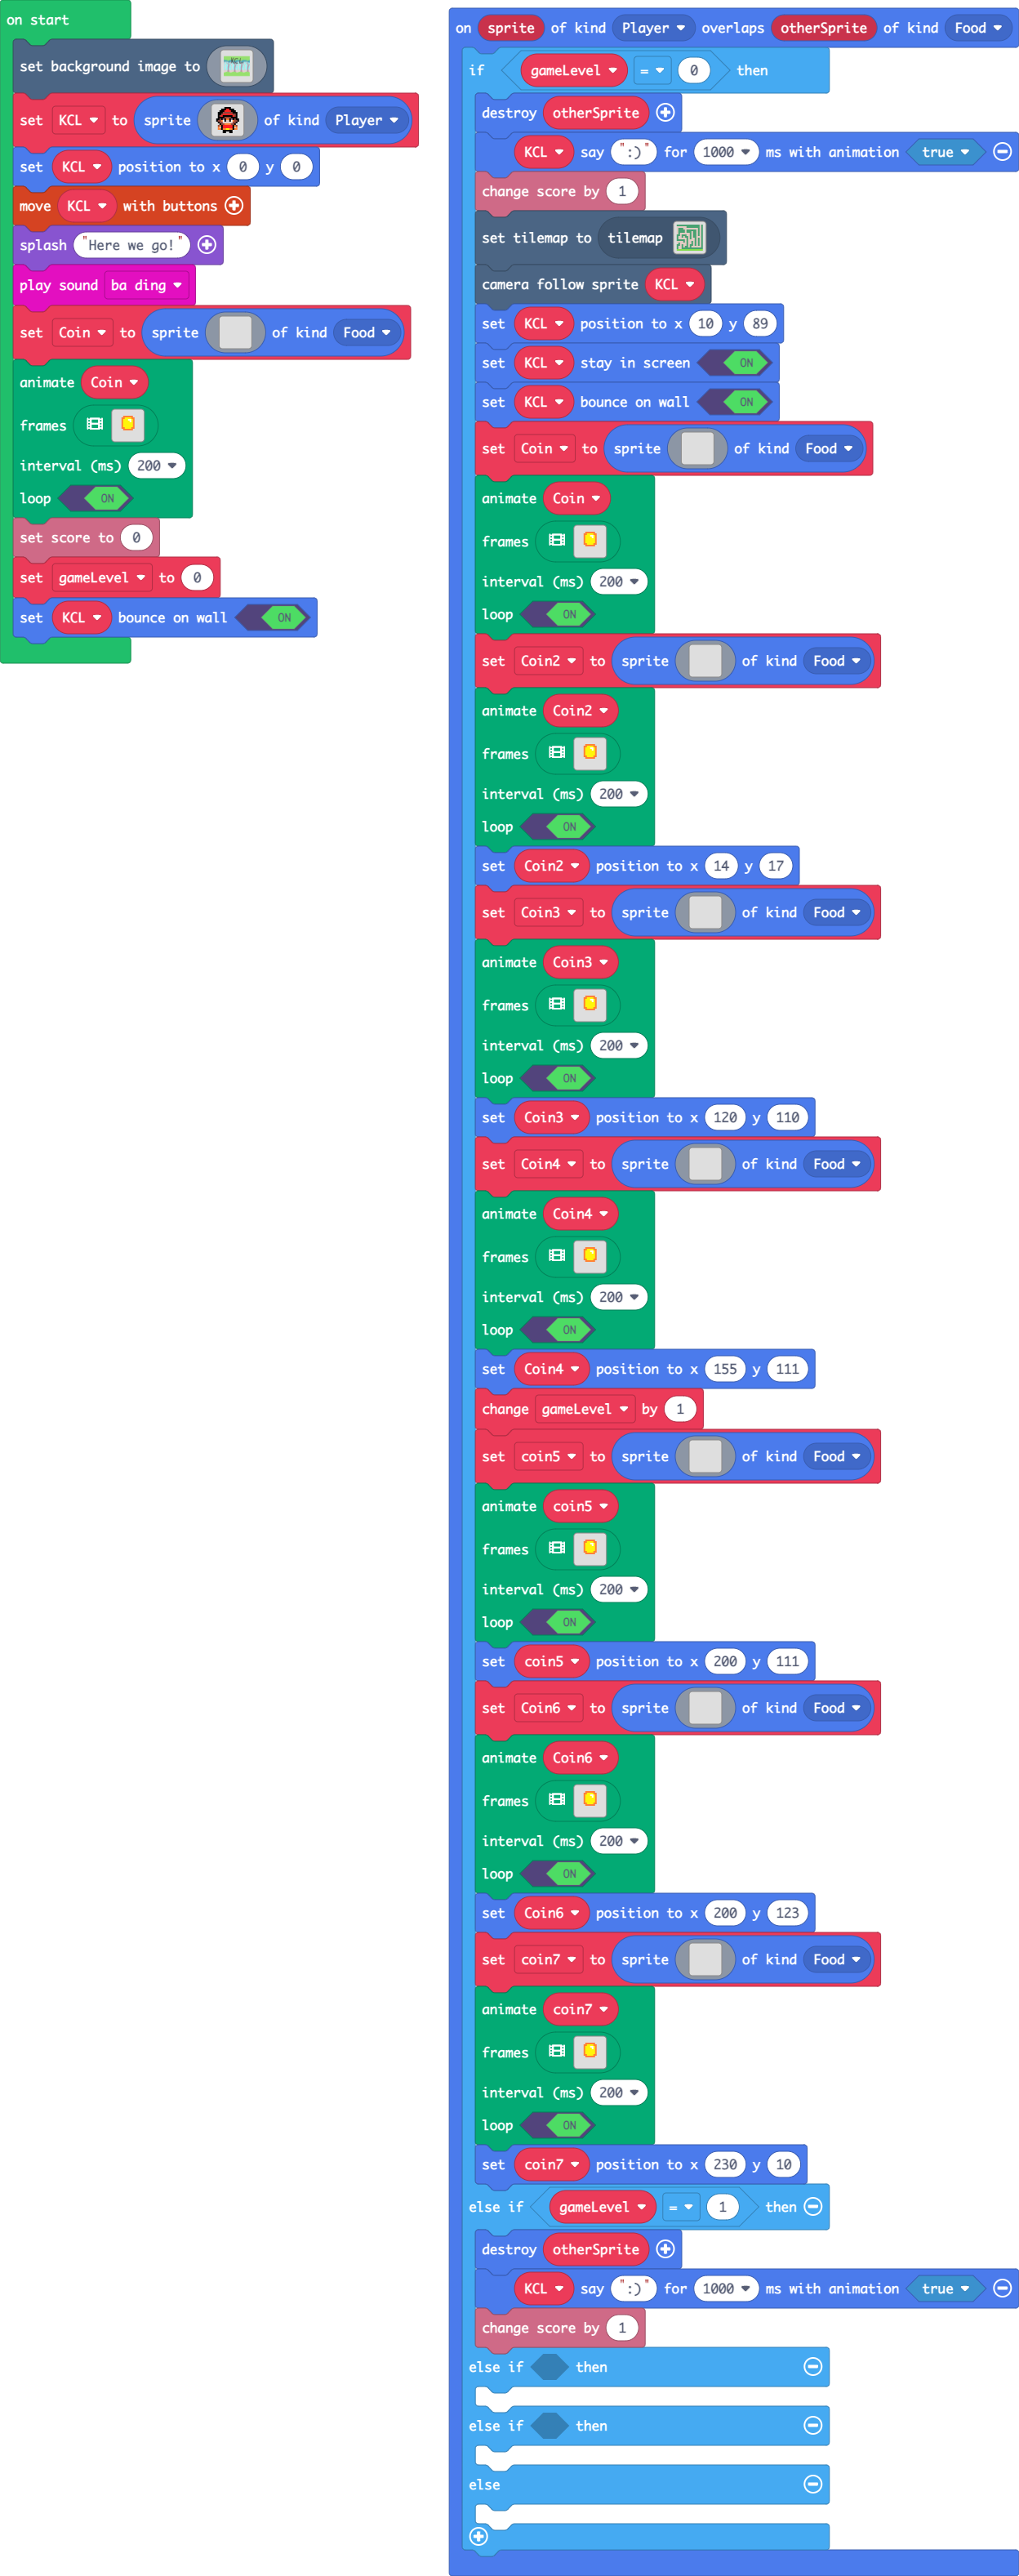 on start
set background image to
set KCL to sprite of kind Player
set KCL position to x 0 y 0
move KCL with buttons
splash "Here we go!"
play sound ba ding
set Coin to sprite of kind Food
animate Coin
frames
interval (ms) 200
loop ON
set score to 0
set gameLevel to 0
set KCL bounce on wall ON
on sprite of kind Player overlaps otherSprite of kind Food
if gameLevel = 0 then
destroy otherSprite
KCL say ":)" for 1000 ms with animation true
change score by 1
set tilemap to tilemap
camera follow sprite KCL
set KCL position to x 10 y 89
set KCL stay in screen ON
set KCL bounce on wall ON
set Coin to sprite of kind Food
animate Coin
frames
interval (ms) 200
loop ON
set Coin2 to sprite of kind Food
animate Coin2
frames
interval (ms) 200
loop ON
set Coin2 position to x 14 y 17
set Coin3 to sprite of kind Food
animate Coin3
frames
interval (ms) 200
loop ON
set Coin3 position to x 120 y 110
set Coin4 to sprite of kind Food
animate Coin4
frames
interval (ms) 200
loop ON
set Coin4 position to x 155 y 111
change gameLevel by 1
set coin5 to sprite of kind Food
animate coin5
frames
interval (ms) 200
loop ON
set coin5 position to x 200 y 111
set Coin6 to sprite of kind Food
animate Coin6
frames
interval (ms) 200
loop ON
set Coin6 position to x 200 y 123
set coin7 to sprite of kind Food
animate coin7
frames
interval (ms) 200
loop ON
set coin7 position to x 230 y 10
else if gameLevel = 1 then
destroy otherSprite
KCL say ":)" for 1000 ms with animation true
change score by 1
else if then
else if then
else